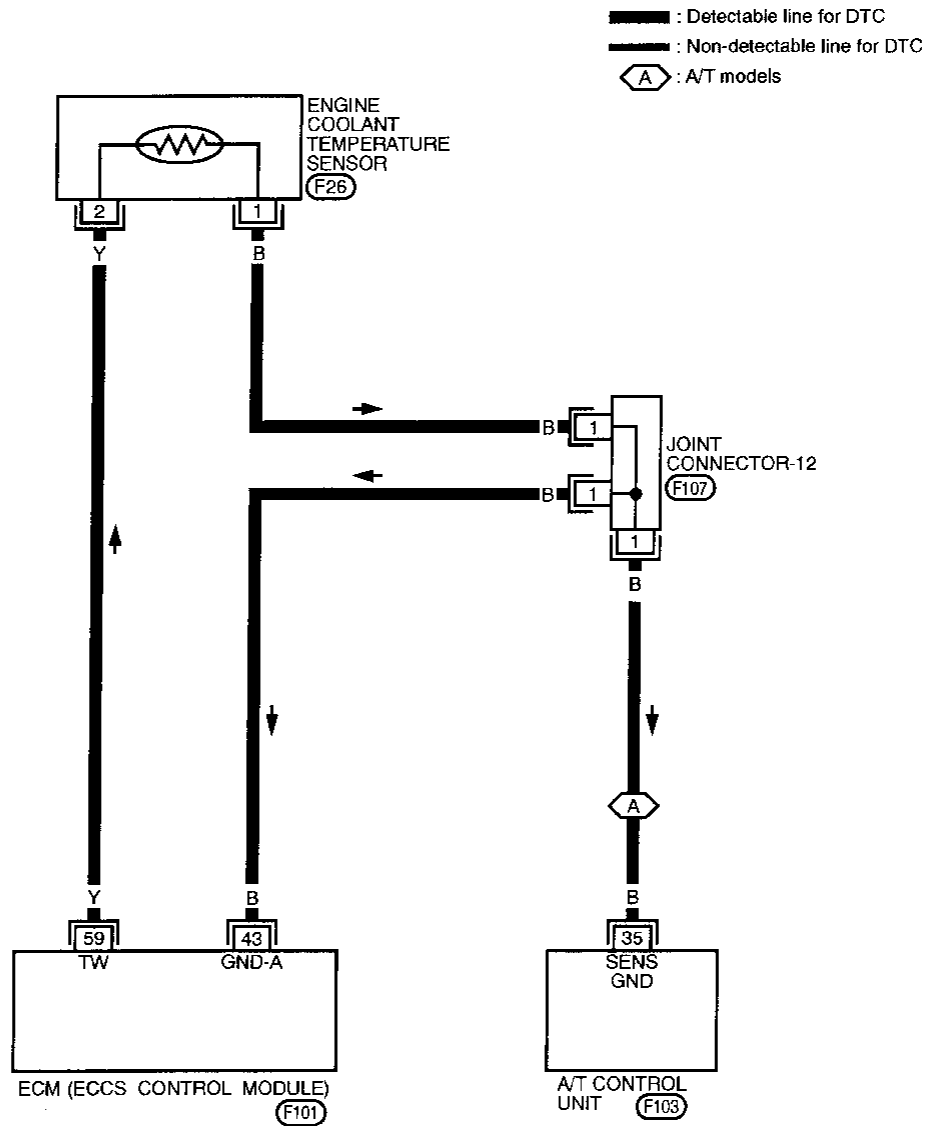 : Detectable line for DTC
: Non-detectable line for DTC
A : A/T models
ENGINE
COOLANT
TEMPERATURE
SENSOR
F26
2
1
Y
B
B
1
JOINT
CONNECTOR-12
F107
B
1
1
B
A
Y
B
B
59
43
35
TW
GND-A
SENS
GND
ECM (ECCS CONTROL MODULE)
F101
A/T CONTROL
UNIT
F103